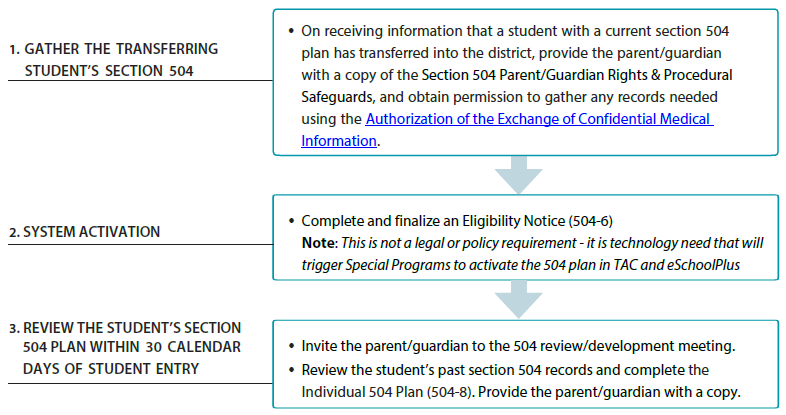 1. GATHER THE TRANSFERRING
STUDENT'S SECTION 504
• On receiving information that a student with a current section 504
plan has transferred into the district, provide the parent/guardian
with a copy of the Section 504 Parent/Guardian Rights & Procedural
Safeguards, and obtain permission to gather any records needed
using the Authorization of the Exchange of Confidential Medical
Information.
2. SYSTEM ACTIVATION
• Complete and finalize an Eligibility Notice (504-6)
Note: This is not a legal or policy requirement - it is technology need that will
trigger Special Programs to activate the 504 plan in TAC and eSchoolPlus
3. REVIEW THE STUDENT'S SECTION
504 PLAN WITHIN 30 CALENDAR
DAYS OF STUDENT ENTRY
• Invite the parent/guardian to the 504 review/development meeting.
• Review the student's past section 504 records and complete the
Individual 504 Plan (504-8). Provide the parent/guardian with a copy.